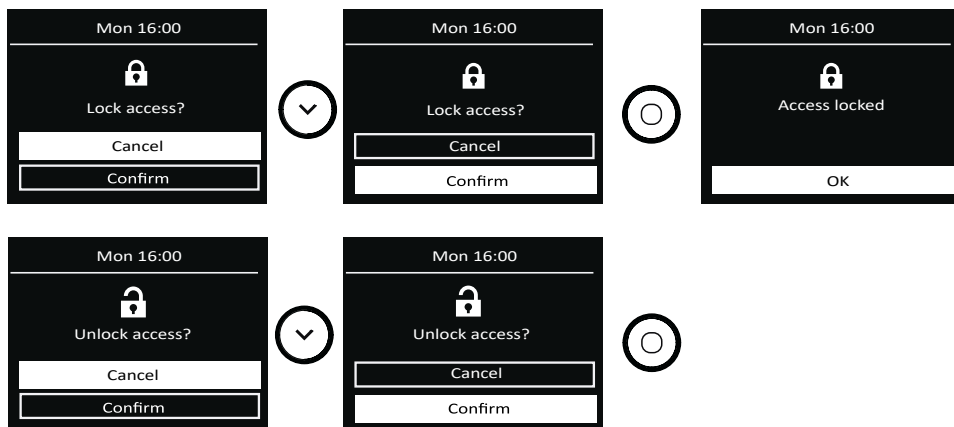 Mon 16:00
Lock access?
Cancel
Confirm
Mon 16:00
Lock access?
Cancel
Confirm
Mon 16:00
Access locked
OK
Mon 16:00
Unlock access?
Cancel
Confirm
Mon 16:00
Unlock access?
Cancel
Confirm